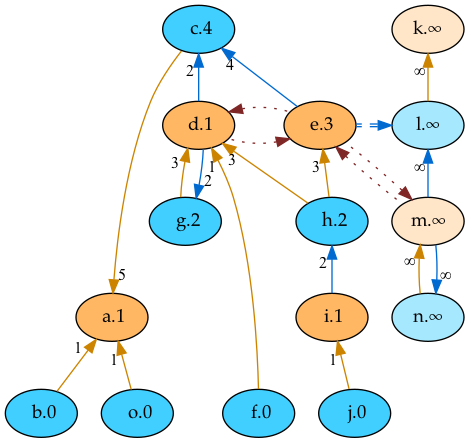 c.4
k.∞
2
4
∞
d.1
e.3
l.∞
3
1
3
3
2
∞
g.2
h.2
m.∞
2
∞
∞
5
a.1
i.1
n.∞
1
1
1
b.0
o.0
f.0
j.0